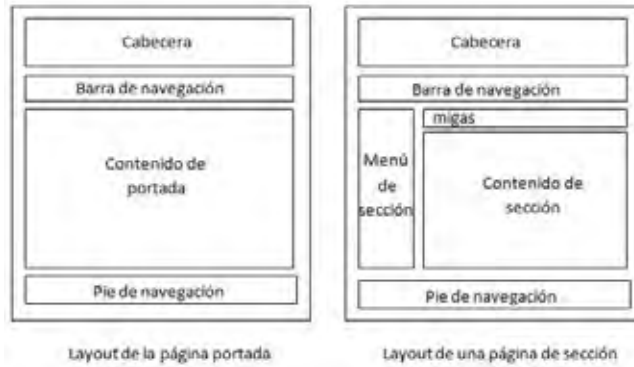 Cabecera
Barra de navegación
Contenido de
portada
Pie de navegación
Layout de la página portada
Cabecera
Barra de navegación
migas
Menú
de
sección
Contenido de
sección
Pie de navegación
Layout de una página de sección